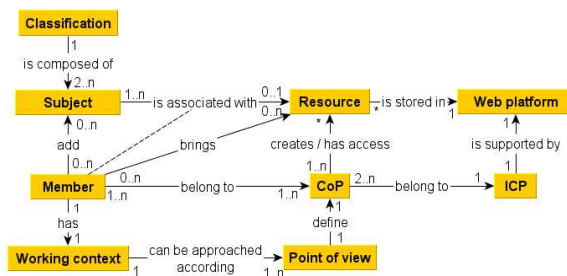 Classification
1
is composed of
2..n
Subject 1..n is associated with 0..1 Resource * is stored in 1 Web platform
0..n 0..n * 1
add brings creates / has access is supported by
0..n 1..n 1
Member 0..n belong to 1..n CoP 2..n belong to 1 ICP
1 1..n 1
has define
1 1
Working context can be approached according Point of view
1 1..n